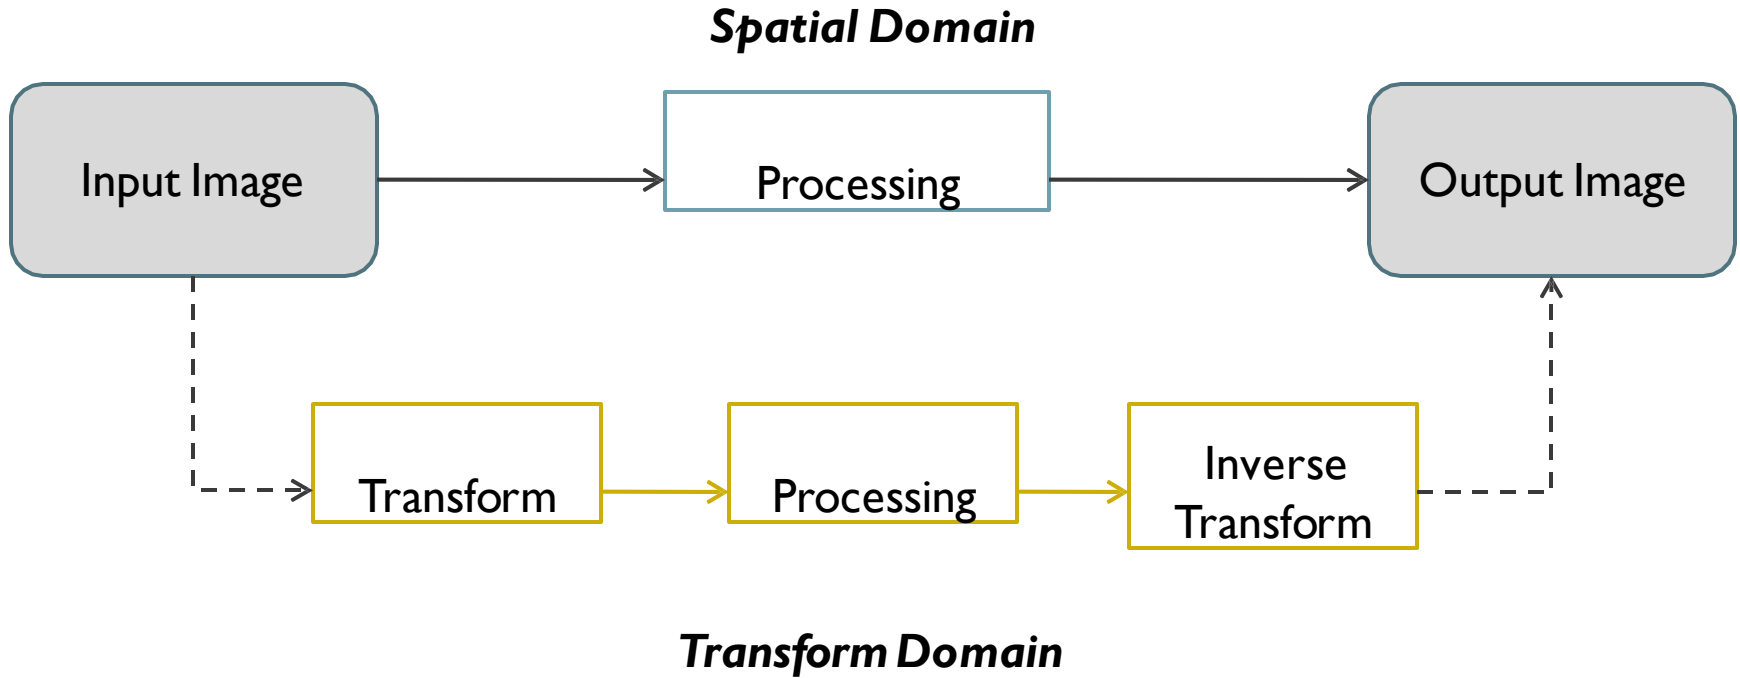 Spatial Domain
Input Image
Processing
Output Image
Transform
Processing
Inverse
Transform
Transform Domain